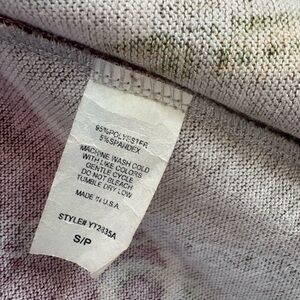 95%POLYESTER
5%SPANDEX
MACHINE WASH COLD
WITH LIKE COLORS
GENTLE CYCLE
DO NOT BLEACH
TUMBLE DRY LOW
MADE IN U.S.A
STYLE# YT2835A
S/P